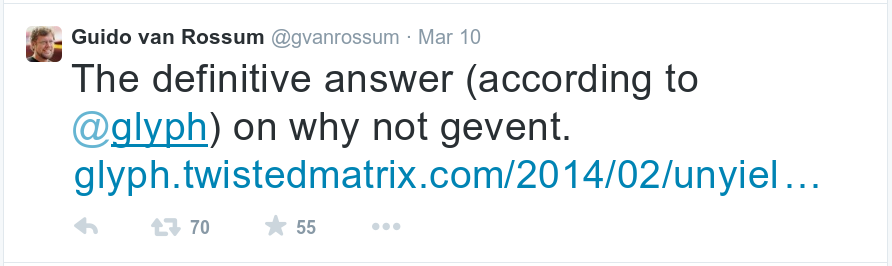 Guido van Rossum @gvanrossum · Mar 10
The definitive answer (according to
@glyph) on why not gevent.
glyph.twistedmatrix.com/2014/02/unyiel…
70 55